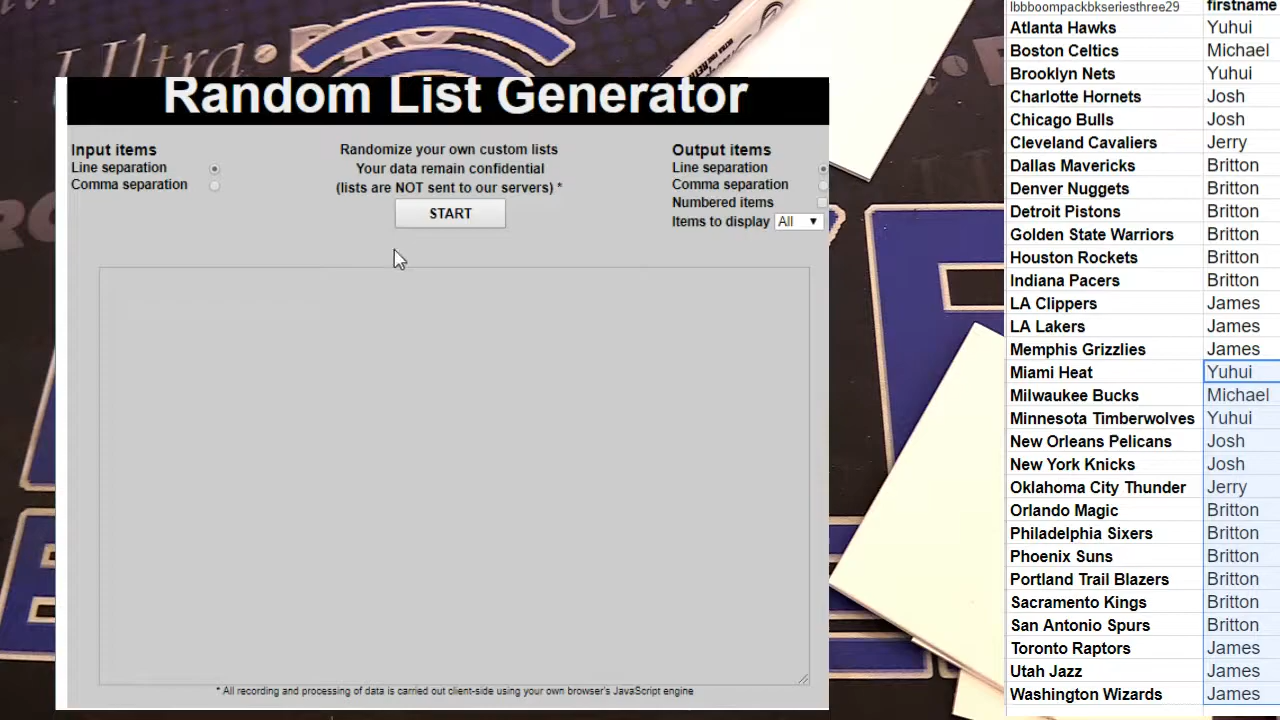 Ultra PRO
Random List Generator
Input items
Line separation
Comma separation
Randomize your own custom lists
Your data remain confidential
(lists are NOT sent to our servers) *
START
Output items
Line separation
Comma separation
Numbered items
Items to display All ▼
* All recording and processing of data is carried out client-side using your own browser's JavaScript engine
lbbboompackbkseriesthree29 firstname
Atlanta Hawks Yuhui
Boston Celtics Michael
Brooklyn Nets Yuhui
Charlotte Hornets Josh
Chicago Bulls Josh
Cleveland Cavaliers Jerry
Dallas Mavericks Britton
Denver Nuggets Britton
Detroit Pistons Britton
Golden State Warriors Britton
Houston Rockets Britton
Indiana Pacers Britton
LA Clippers James
LA Lakers James
Memphis Grizzlies James
Miami Heat Yuhui
Milwaukee Bucks Michael
Minnesota Timberwolves Yuhui
New Orleans Pelicans Josh
New York Knicks Josh
Oklahoma City Thunder Jerry
Orlando Magic Britton
Philadelphia Sixers Britton
Phoenix Suns Britton
Portland Trail Blazers Britton
Sacramento Kings Britton
San Antonio Spurs Britton
Toronto Raptors James
Utah Jazz James
Washington Wizards James